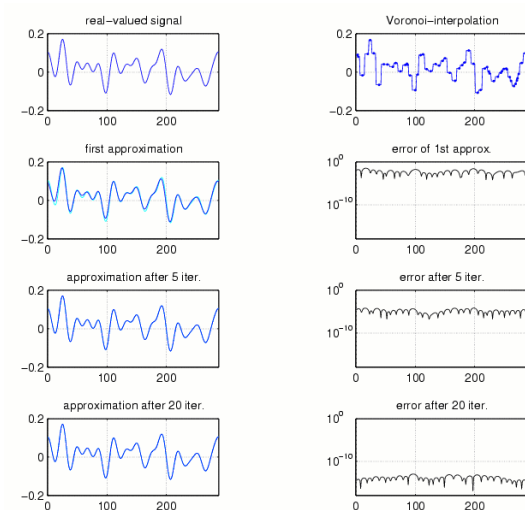 real−valued signal
Voronoi−interpolation
0.2
0
−0.2
0 100 200
0.2
0
−0.2
0 100 200
first approximation
error of 1st approx.
0.2
0
−0.2
0 100 200
10^0
10^−10
0 100 200
approximation after 5 iter.
error after 5 iter.
0.2
0
−0.2
0 100 200
10^0
10^−10
0 100 200
approximation after 20 iter.
error after 20 iter.
0.2
0
−0.2
0 100 200
10^0
10^−10
0 100 200